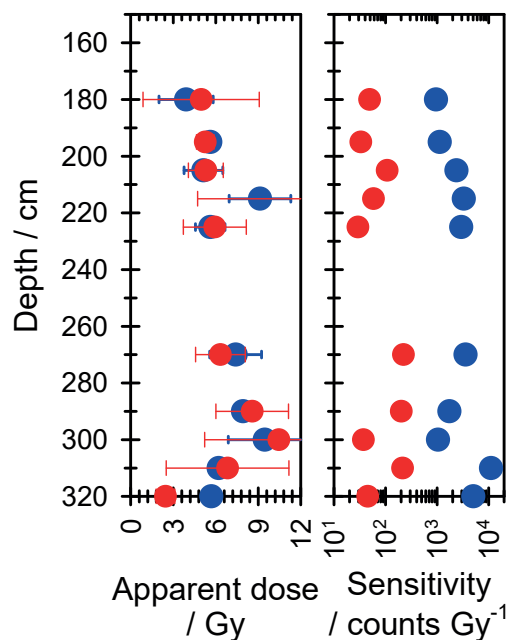 160
180
200
220
240
260
280
300
320
Depth / cm
0 3 6 9 12
10¹ 10² 10³ 10⁴
Apparent dose
/ Gy
Sensitivity
/ counts Gy⁻¹